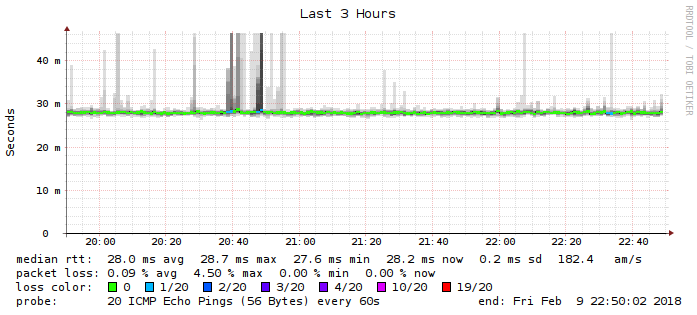 Last 3 Hours
RRDTOOL / TOBI OETIKER
Seconds
40 m
30 m
20 m
10 m
0
20:00 20:20 20:40 21:00 21:20 21:40 22:00 22:20 22:40
median rtt: 28.0 ms avg 28.7 ms max 27.6 ms min 28.2 ms now 0.2 ms sd 182.4 am/s
packet loss: 0.09 % avg 4.50 % max 0.00 % min 0.00 % now
loss color: 0 1/20 2/20 3/20 4/20 10/20 19/20
probe: 20 ICMP Echo Pings (56 Bytes) every 60s end: Fri Feb 9 22:50:02 2018